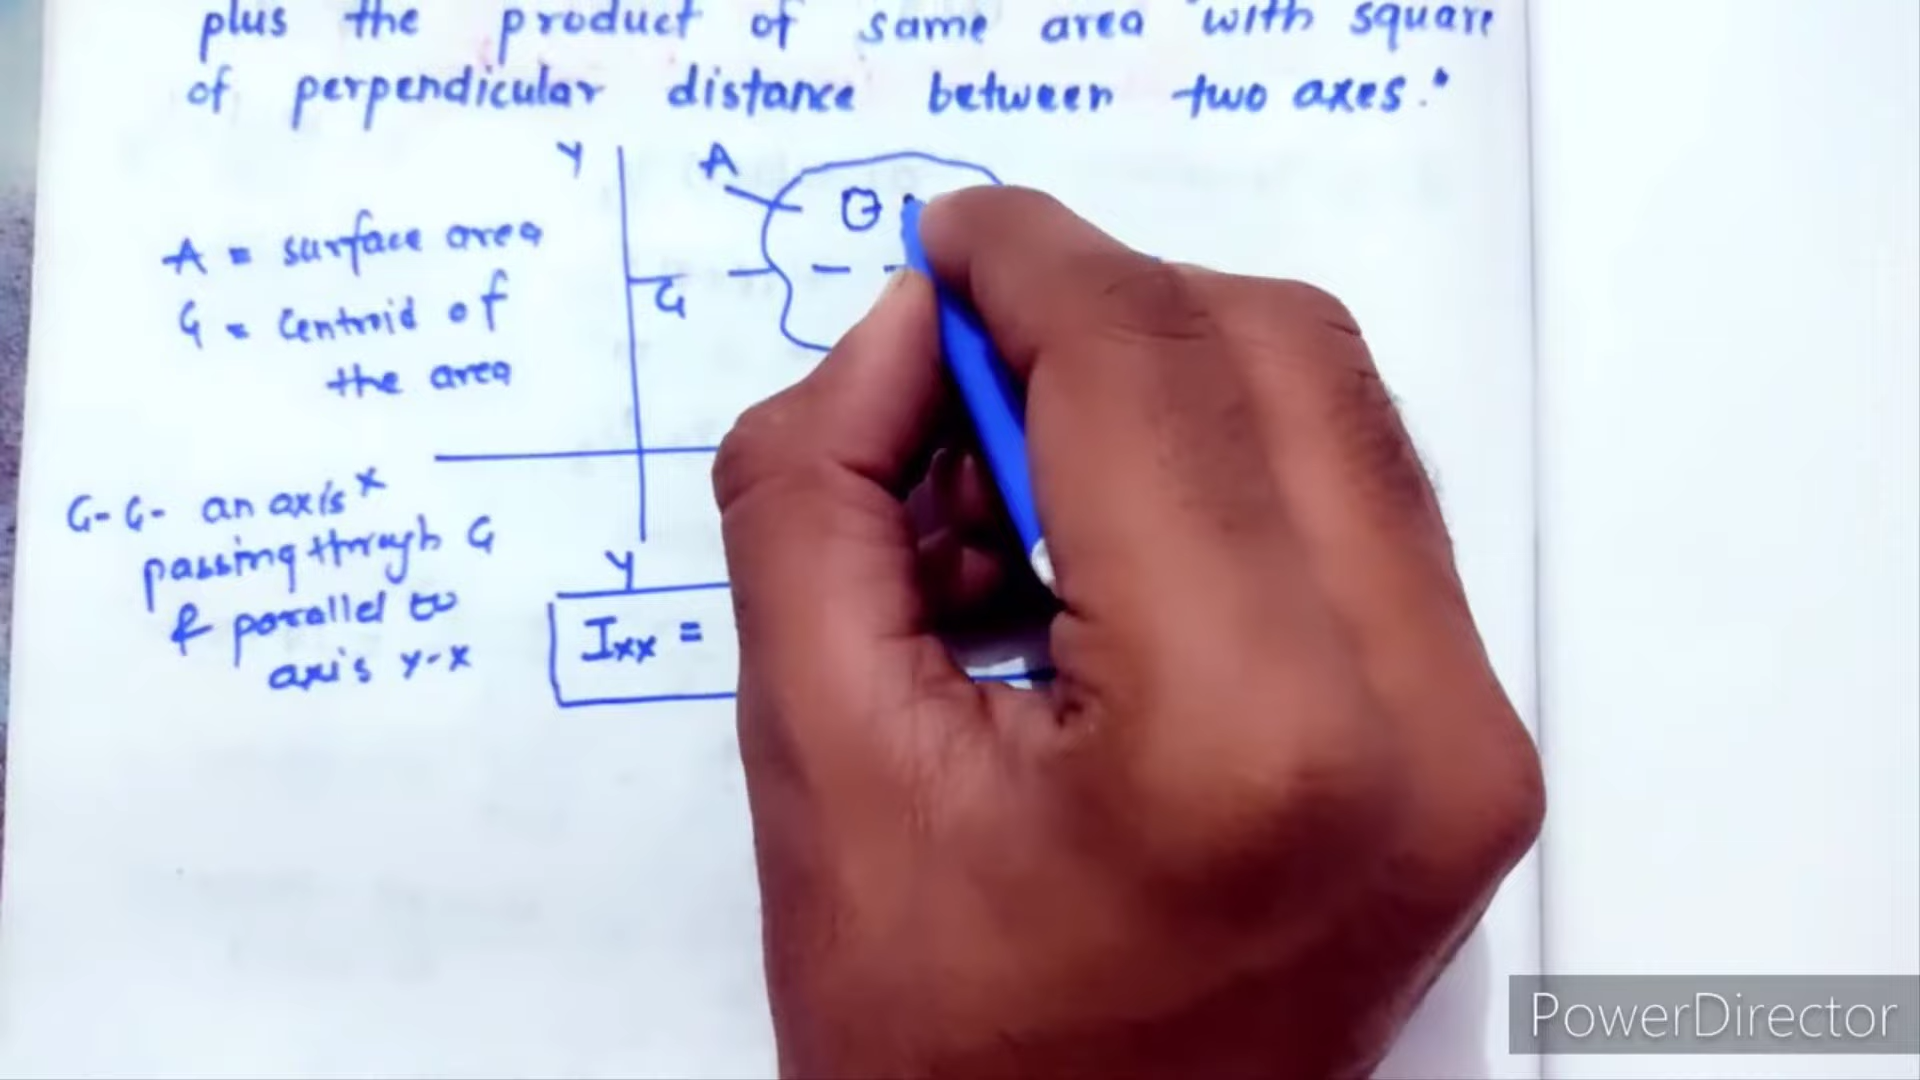 plus the product of same area with square
of perpendicular distance between two axes."
Y A
A = surface area
G
G = Centroid of
the area
x
G-G- an axis
passing through G
& parallel to
axis y-x
Y
Ixx =
PowerDirector